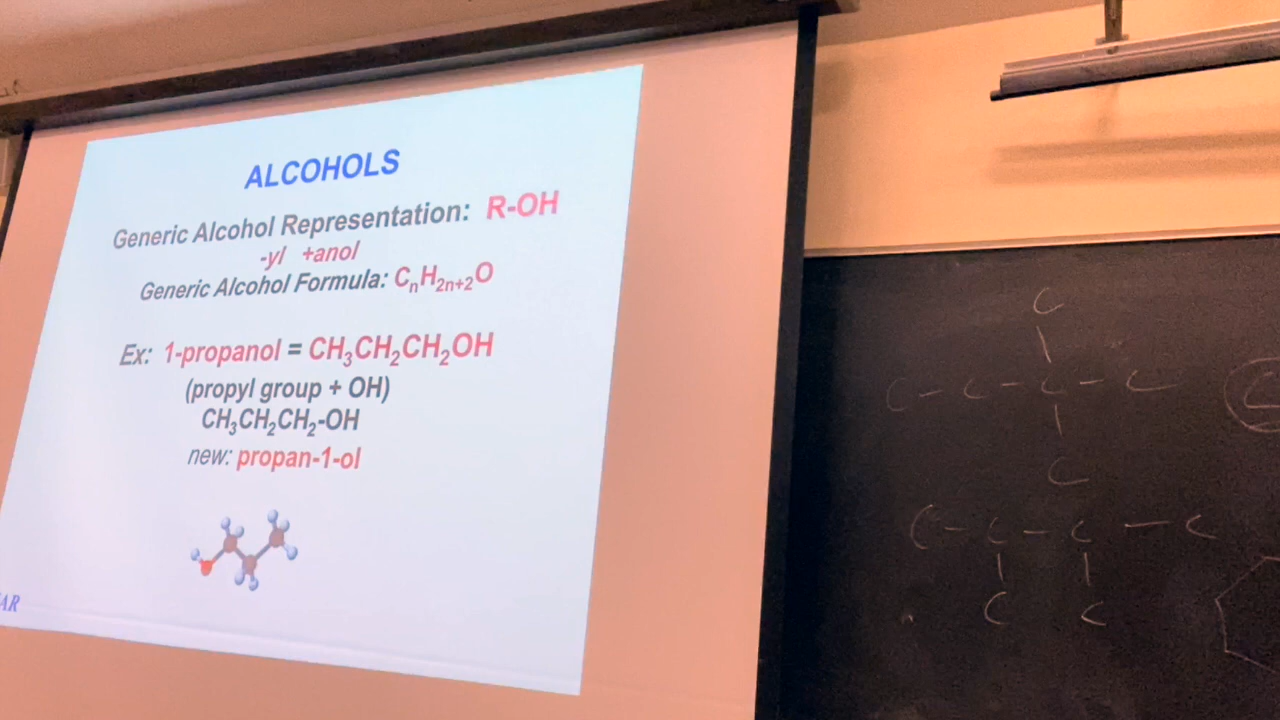 ALCOHOLS
Generic Alcohol Representation: R-OH
-yl +anol
Generic Alcohol Formula: CₙH₂ₙ₊₂O
Ex: 1-propanol = CH₃CH₂CH₂OH
(propyl group + OH)
CH₃CH₂CH₂-OH
new: propan-1-ol
AR
C
|
C - C - C - C
|
C
C - C - C - C
| |
C C